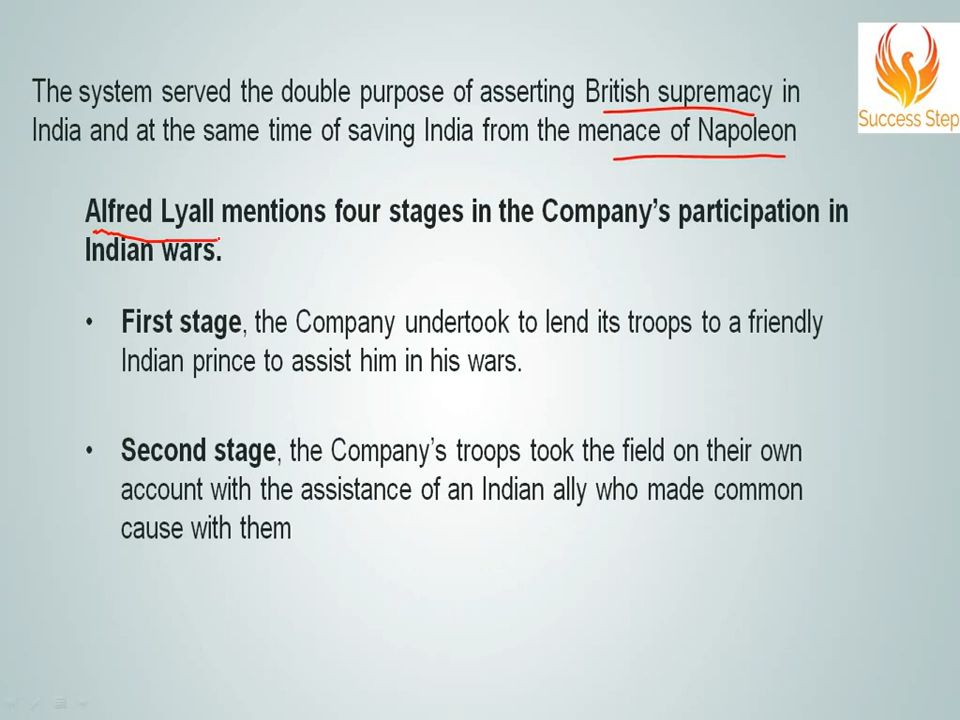 The system served the double purpose of asserting British supremacy in
India and at the same time of saving India from the menace of Napoleon
Success Step
Alfred Lyall mentions four stages in the Company's participation in
Indian wars.
• First stage, the Company undertook to lend its troops to a friendly
Indian prince to assist him in his wars.
• Second stage, the Company's troops took the field on their own
account with the assistance of an Indian ally who made common
cause with them